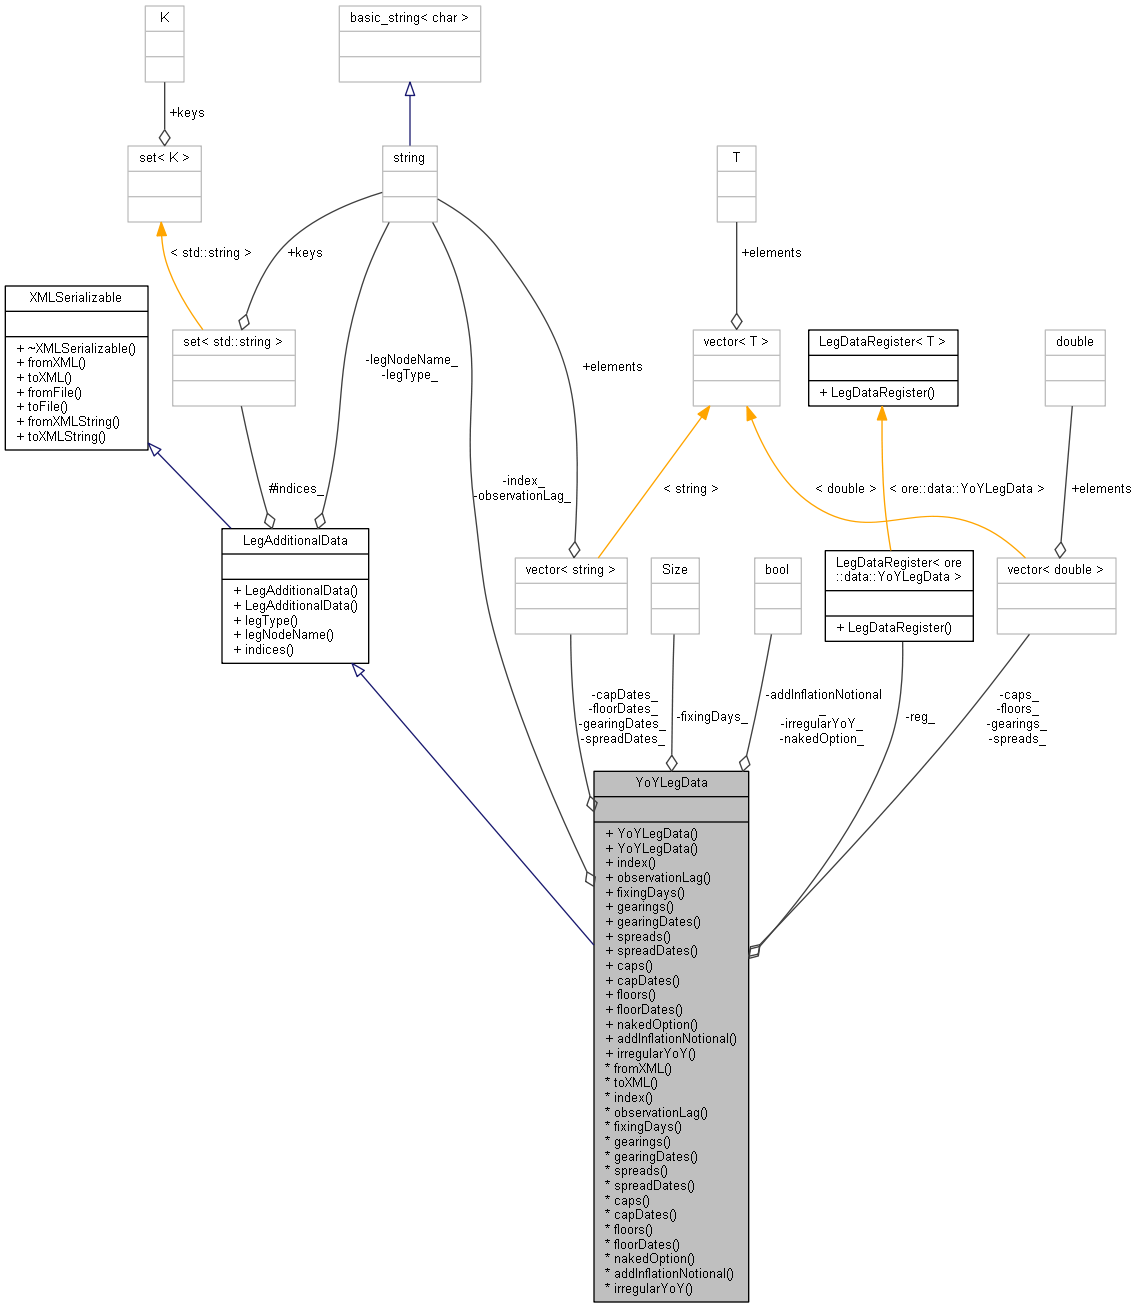 K
basic_string< char >
+keys
set< K >
string
T
< std::string >
+keys
+elements
XMLSerializable
+ ~XMLSerializable()
+ fromXML()
+ toXML()
+ fromFile()
+ toFile()
+ fromXMLString()
+ toXMLString()
set< std::string >
-legNodeName_
-legType_
+elements
vector< T >
LegDataRegister< T >
+ LegDataRegister()
double
#indices_
-index_
-observationLag_
< string >
< double >
< ore::data::YoYLegData >
+elements
LegAdditionalData
+ LegAdditionalData()
+ LegAdditionalData()
+ legType()
+ legNodeName()
+ indices()
vector< string >
Size
bool
LegDataRegister< ore
::data::YoYLegData >
+ LegDataRegister()
vector< double >
-capDates_
-floorDates_
-gearingDates_
-spreadDates_
-fixingDays_
-addInflationNotional
_
-irregularYoY_
-nakedOption_
-reg_
-caps_
-floors_
-gearings_
-spreads_
YoYLegData
+ YoYLegData()
+ YoYLegData()
+ index()
+ observationLag()
+ fixingDays()
+ gearings()
+ gearingDates()
+ spreads()
+ spreadDates()
+ caps()
+ capDates()
+ floors()
+ floorDates()
+ nakedOption()
+ addInflationNotional()
+ irregularYoY()
* fromXML()
* toXML()
* index()
* observationLag()
* fixingDays()
* gearings()
* gearingDates()
* spreads()
* spreadDates()
* caps()
* capDates()
* floors()
* floorDates()
* nakedOption()
* addInflationNotional()
* irregularYoY()